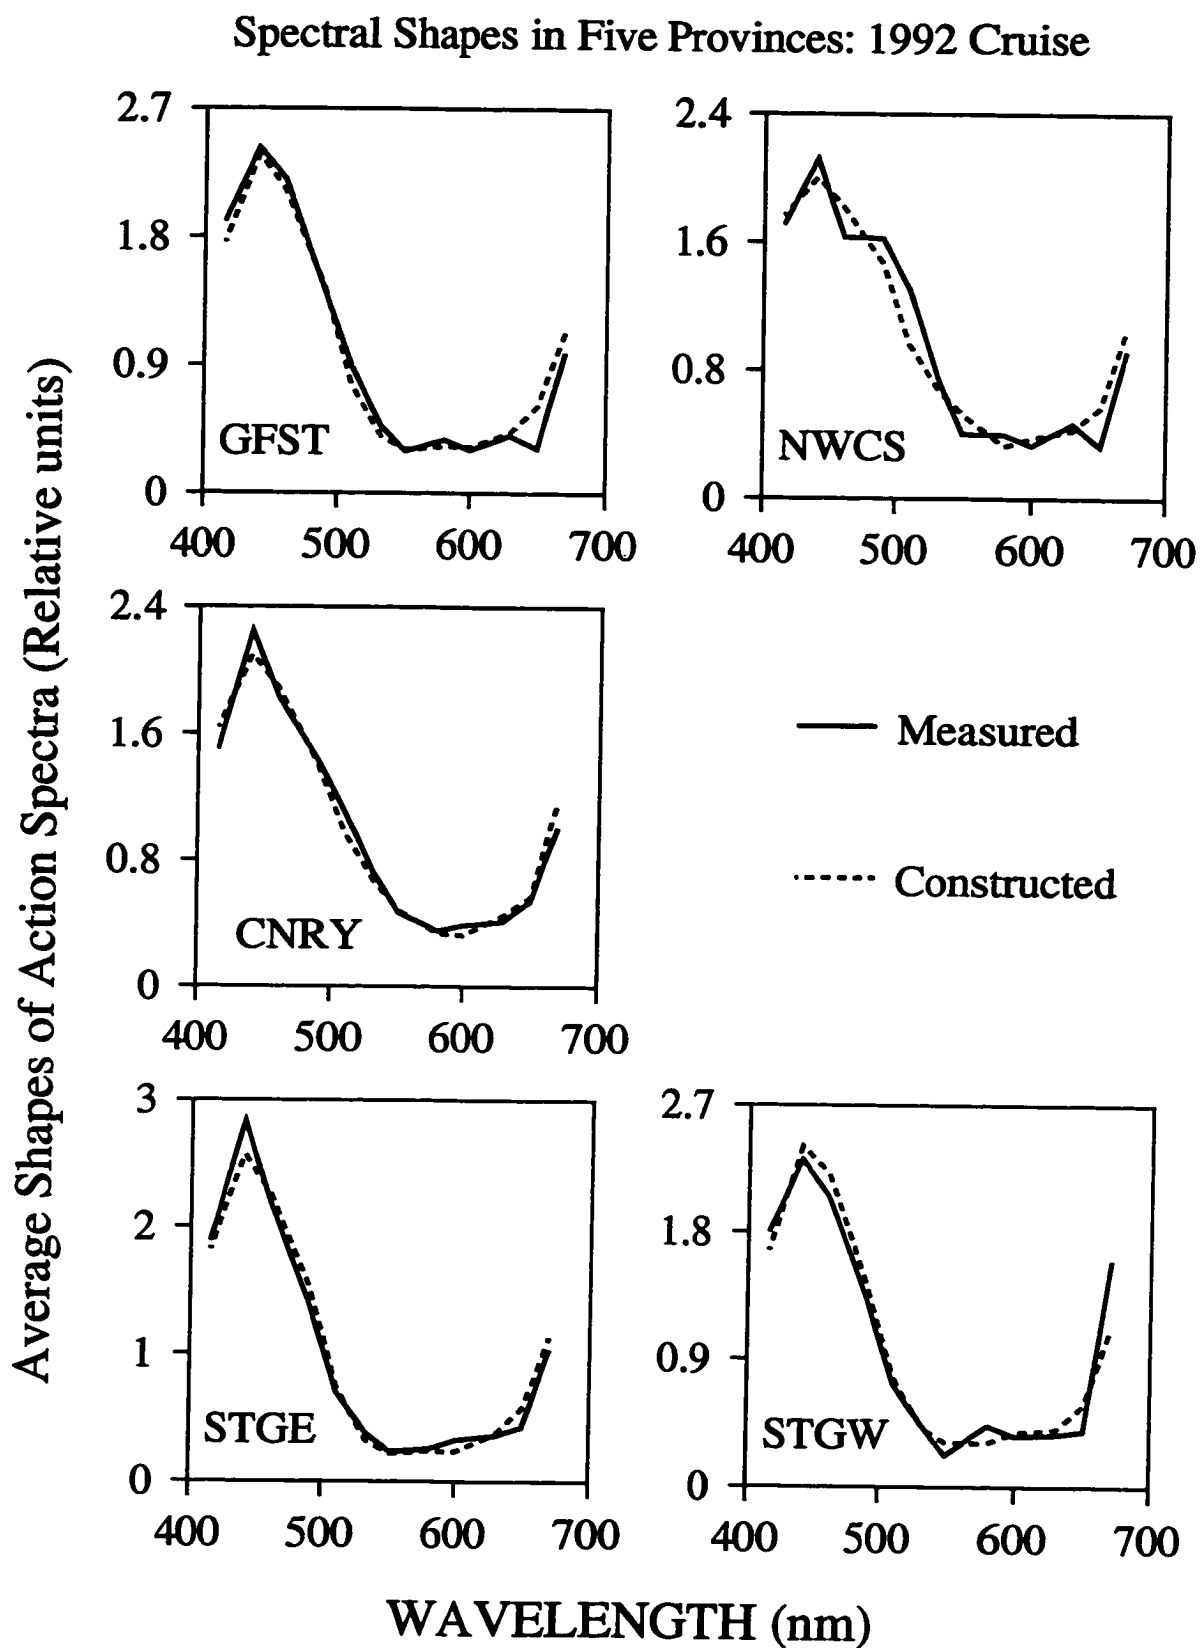 Spectral Shapes in Five Provinces: 1992 Cruise
Average Shapes of Action Spectra (Relative units)
2.7
1.8
0.9
0
GFST
400 500 600 700
2.4
1.6
0.8
0
NWCS
400 500 600 700
2.4
1.6
0.8
0
CNRY
400 500 600 700
Measured
Constructed
3
2
1
0
STGE
400 500 600 700
2.7
1.8
0.9
0
STGW
400 500 600 700
WAVELENGTH (nm)